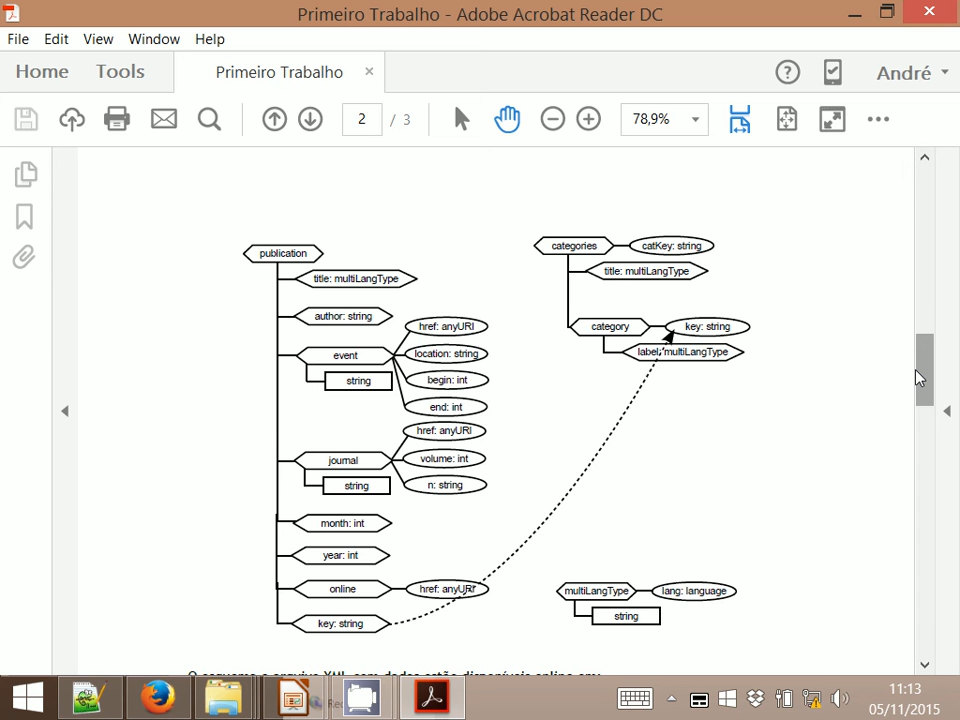 Primeiro Trabalho - Adobe Acrobat Reader DC
File Edit View Window Help
Home Tools Primeiro Trabalho × André
2 / 3 78,9%
publication
title: multiLangType
author: string
event
string
href: anyURI
location: string
begin: int
end: int
journal
string
href: anyURI
volume: int
n: string
month: int
year: int
online
href: anyURI
key: string
categories
catKey: string
title: multiLangType
category
key: string
label: multiLangType
multiLangType
lang: language
string
11:13
05/11/2015